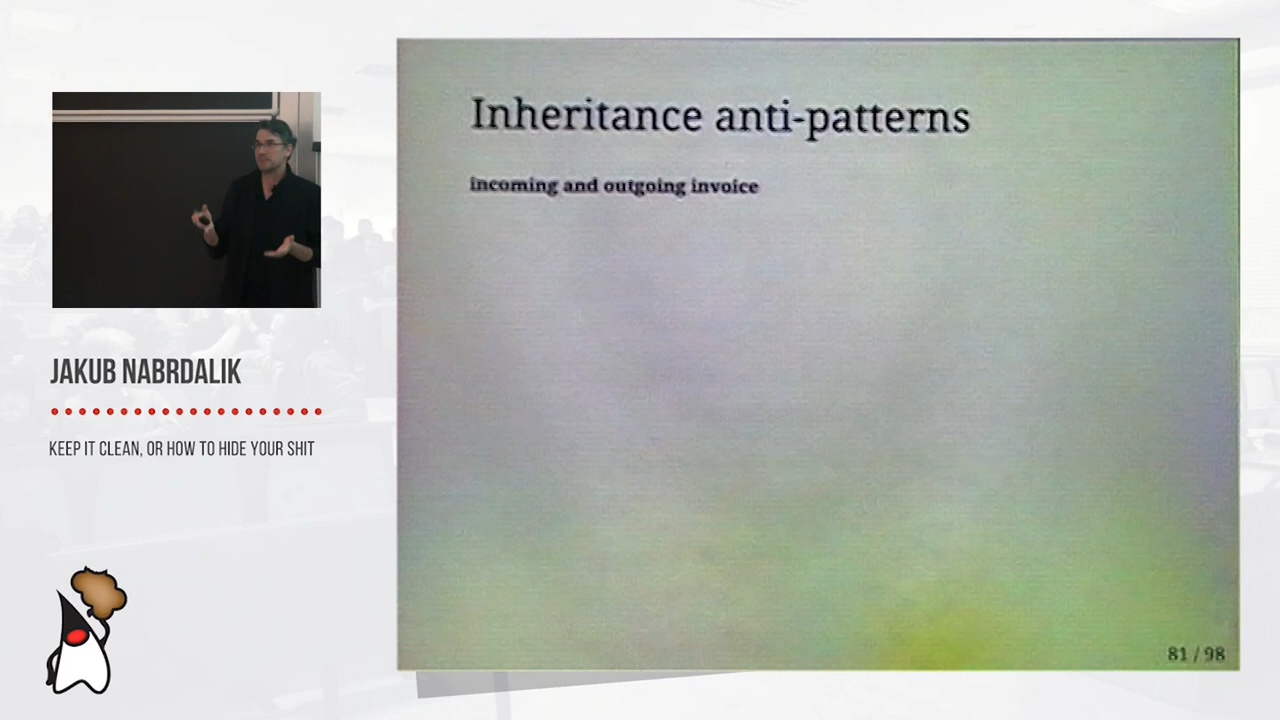 Inheritance anti-patterns
incoming and outgoing invoice
81 / 98
JAKUB NABRDALIK
KEEP IT CLEAN, OR HOW TO HIDE YOUR SHIT